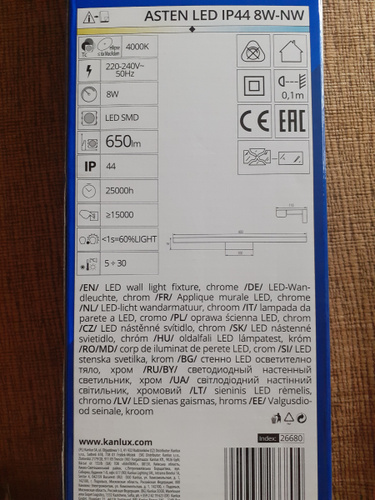 ASTEN LED IP44 8W-NW
4000K
220-240V~
50Hz
8W
LED SMD
650lm
IP 44
25000h
≥15000
<1s=60%LIGHT
5÷30
0,1m
CE EAC
/EN/ LED wall light fixture, chrome /DE/ LED-Wan-
dleuchte, chrom /FR/ Applique murale LED, chrome
/NL/ LED-licht wandarmatuur, chroom /IT/ lampada da
parete a LED, cromo /PL/ oprawa ścienna LED, chrom
/CZ/ LED nástěnné svítidlo, chrom /SK/ LED nástenné
svietidlo, chróm /HU/ oldalfali LED lámpatest, króm
/RO/MD/ corp de iluminat de perete LED, crom /SI/ LED
stenska svetilka, krom /BG/ стенно LED осветително
тяло, хром /RU/BY/ светодиодный настенный
светильник, хром /UA/ світлодіодний настінний
світильник, хромовий /LT/ sieninis LED rėmelis,
chromo /LV/ LED sienas gaismas, hroms /EE/ Valgusdio-
od seinale, kroom
www.kanlux.com
Index: 26680